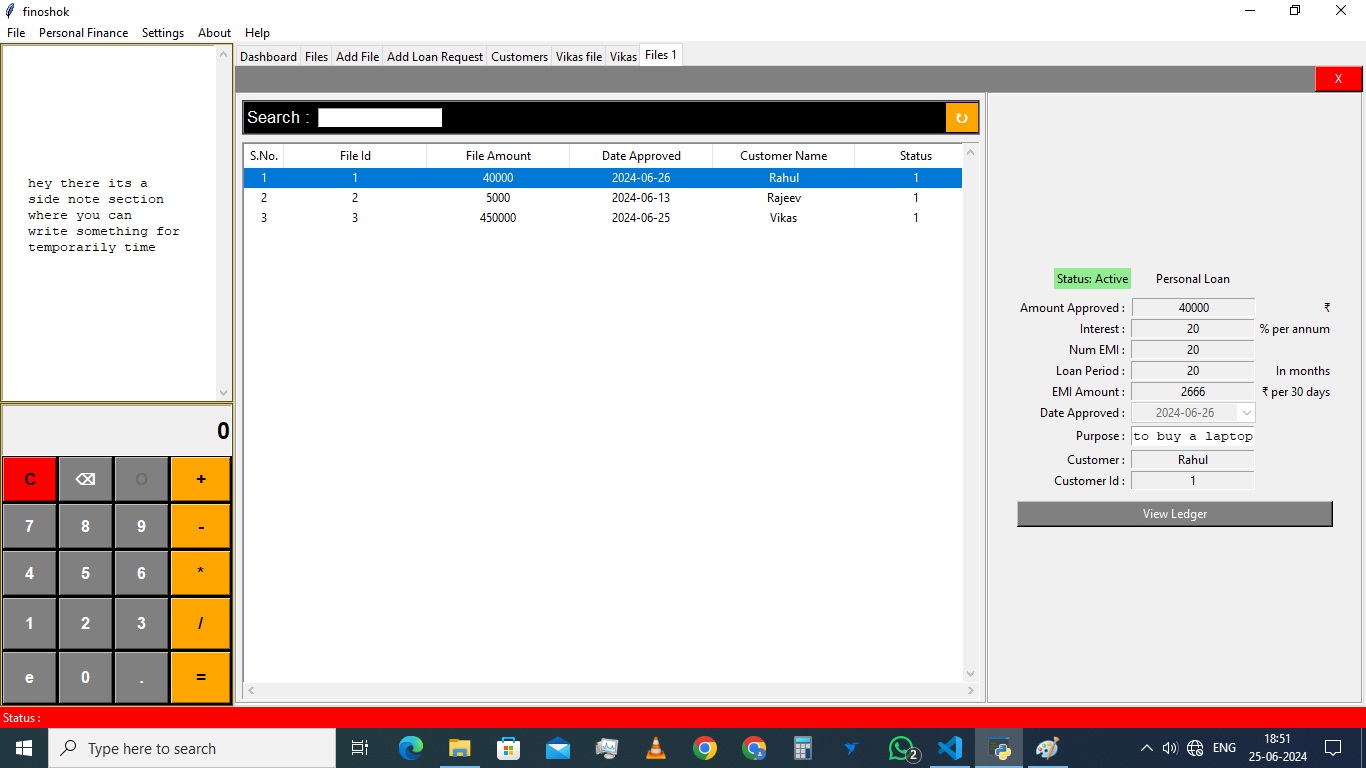 finoshok
File Personal Finance Settings About Help
hey there its a
side note section
where you can
write something for
temporarily time
0
C ⌫ O +
7 8 9 -
4 5 6 *
1 2 3 /
e 0 . =
Dashboard Files Add File Add Loan Request Customers Vikas file Vikas Files 1
X
Search : ↻
S.No. File Id File Amount Date Approved Customer Name Status
1 1 40000 2024-06-26 Rahul 1
2 2 5000 2024-06-13 Rajeev 1
3 3 450000 2024-06-25 Vikas 1
Status: Active Personal Loan
Amount Approved : 40000 ₹
Interest : 20 % per annum
Num EMI : 20
Loan Period : 20 In months
EMI Amount : 2666 ₹ per 30 days
Date Approved : 2024-06-26
Purpose : to buy a laptop
Customer : Rahul
Customer Id : 1
View Ledger
Status :
Type here to search
2
ENG
18:51
25-06-2024